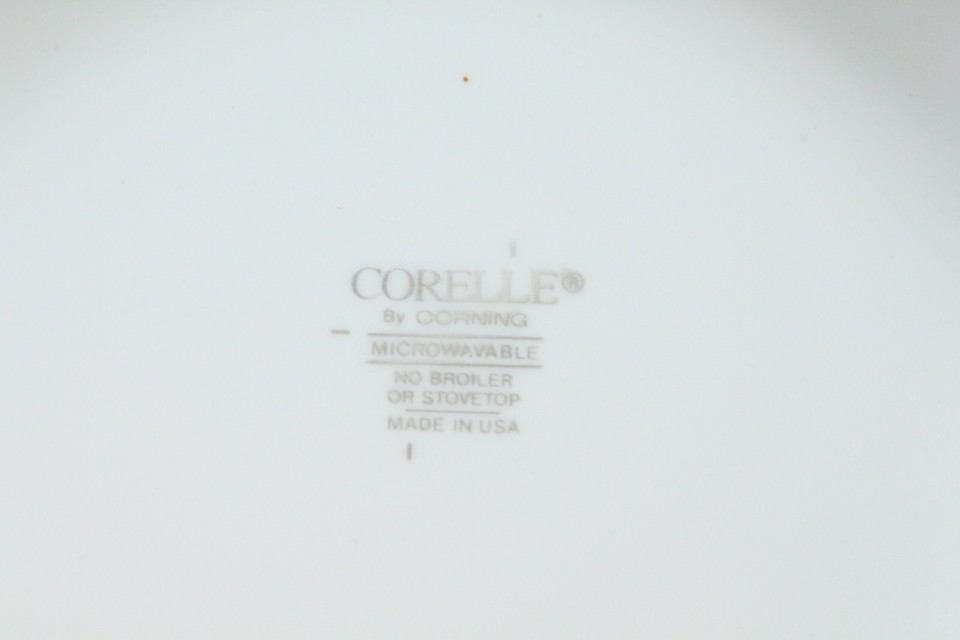 CORELLE®
By CORNING
MICROWAVABLE
NO BROILER
OR STOVETOP
MADE IN USA